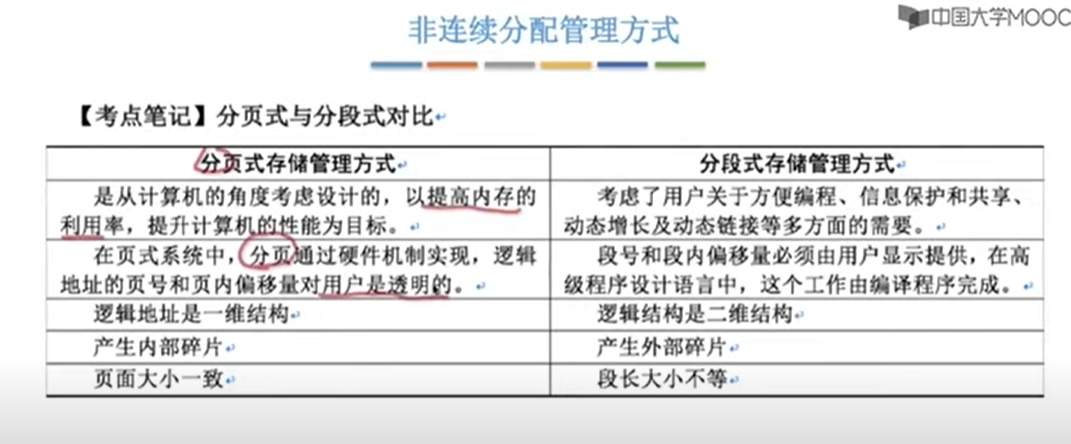 中国大学MOOC
非连续分配管理方式
【考点笔记】分页式与分段式对比
分页式存储管理方式
分段式存储管理方式
是从计算机的角度考虑设计的，以提高内存的
利用率，提升计算机的性能为目标。
考虑了用户关于方便编程、信息保护和共享、
动态增长及动态链接等多方面的需要。
在页式系统中，分页通过硬件机制实现，逻辑
地址的页号和页内偏移量对用户是透明的。
段号和段内偏移量必须由用户显示提供，在高
级程序设计语言中，这个工作由编译程序完成。
逻辑地址是一维结构
逻辑结构是二维结构
产生内部碎片
产生外部碎片
页面大小一致
段长大小不等